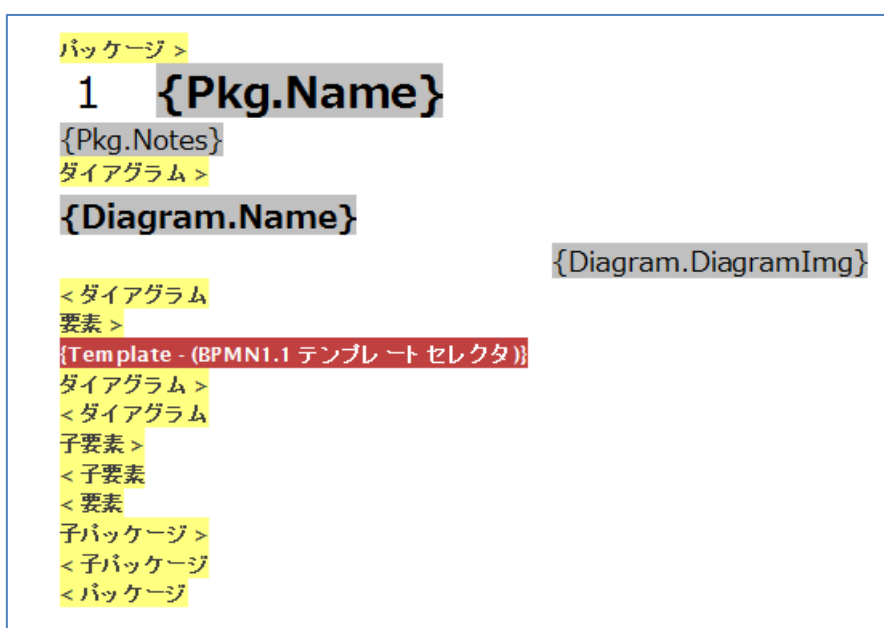 パッケージ >
1 {Pkg.Name}
{Pkg.Notes}
ダイアグラム >
{Diagram.Name}
{Diagram.DiagramImg}
< ダイアグラム
要素 >
{Template - (BPMN1.1 テンプレート セレクタ)}
ダイアグラム >
< ダイアグラム
子要素 >
< 子要素
< 要素
子パッケージ >
< 子パッケージ
< パッケージ